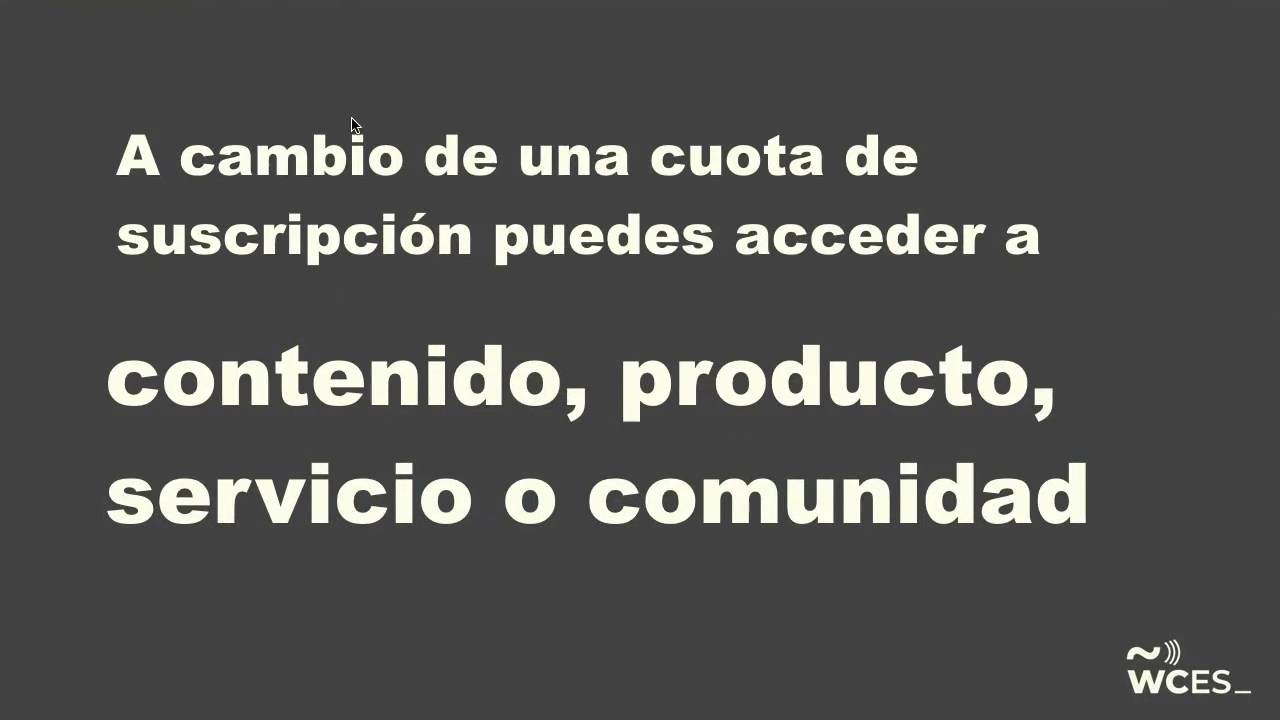 A cambio de una cuota de
suscripción puedes acceder a
contenido, producto,
servicio o comunidad
WCES_